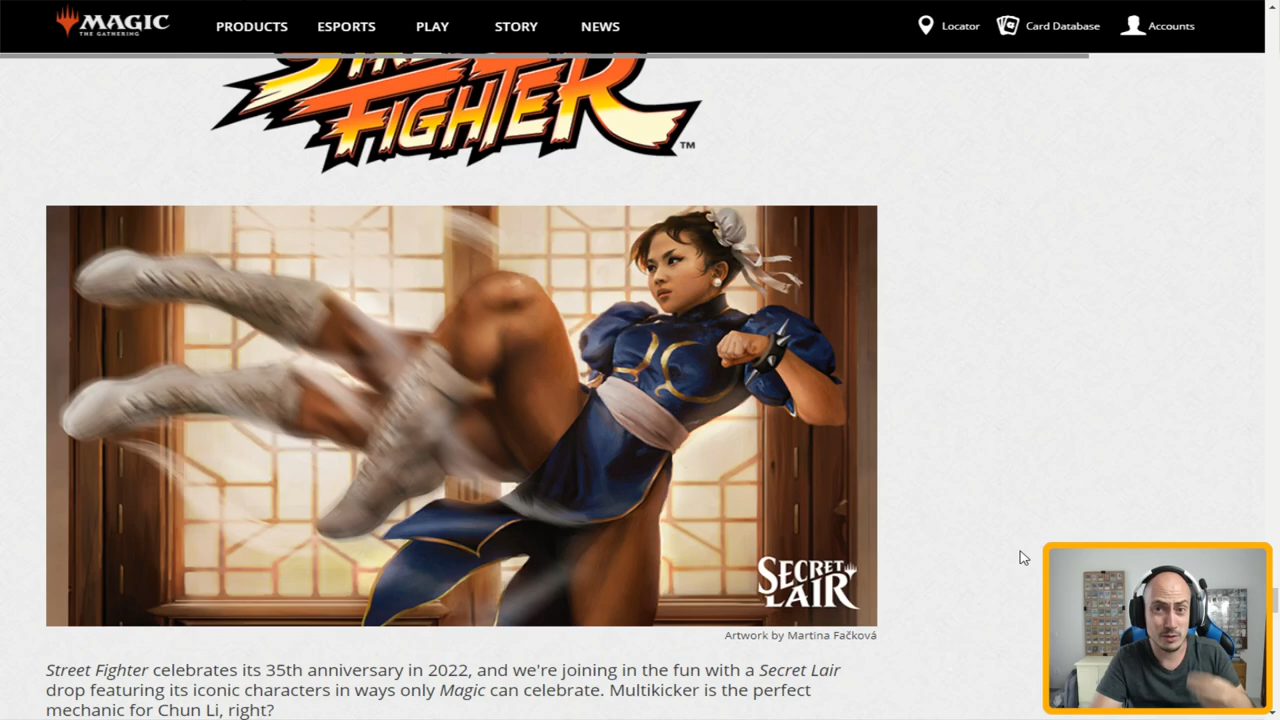 MAGIC
THE GATHERING
PRODUCTS
ESPORTS
PLAY
STORY
NEWS
Locator
Card Database
Accounts
STREET
FIGHTER
TM
SECRET
LAIR
Artwork by Martina Fačková
Street Fighter celebrates its 35th anniversary in 2022, and we're joining in the fun with a Secret Lair
drop featuring its iconic characters in ways only Magic can celebrate. Multikicker is the perfect
mechanic for Chun Li, right?